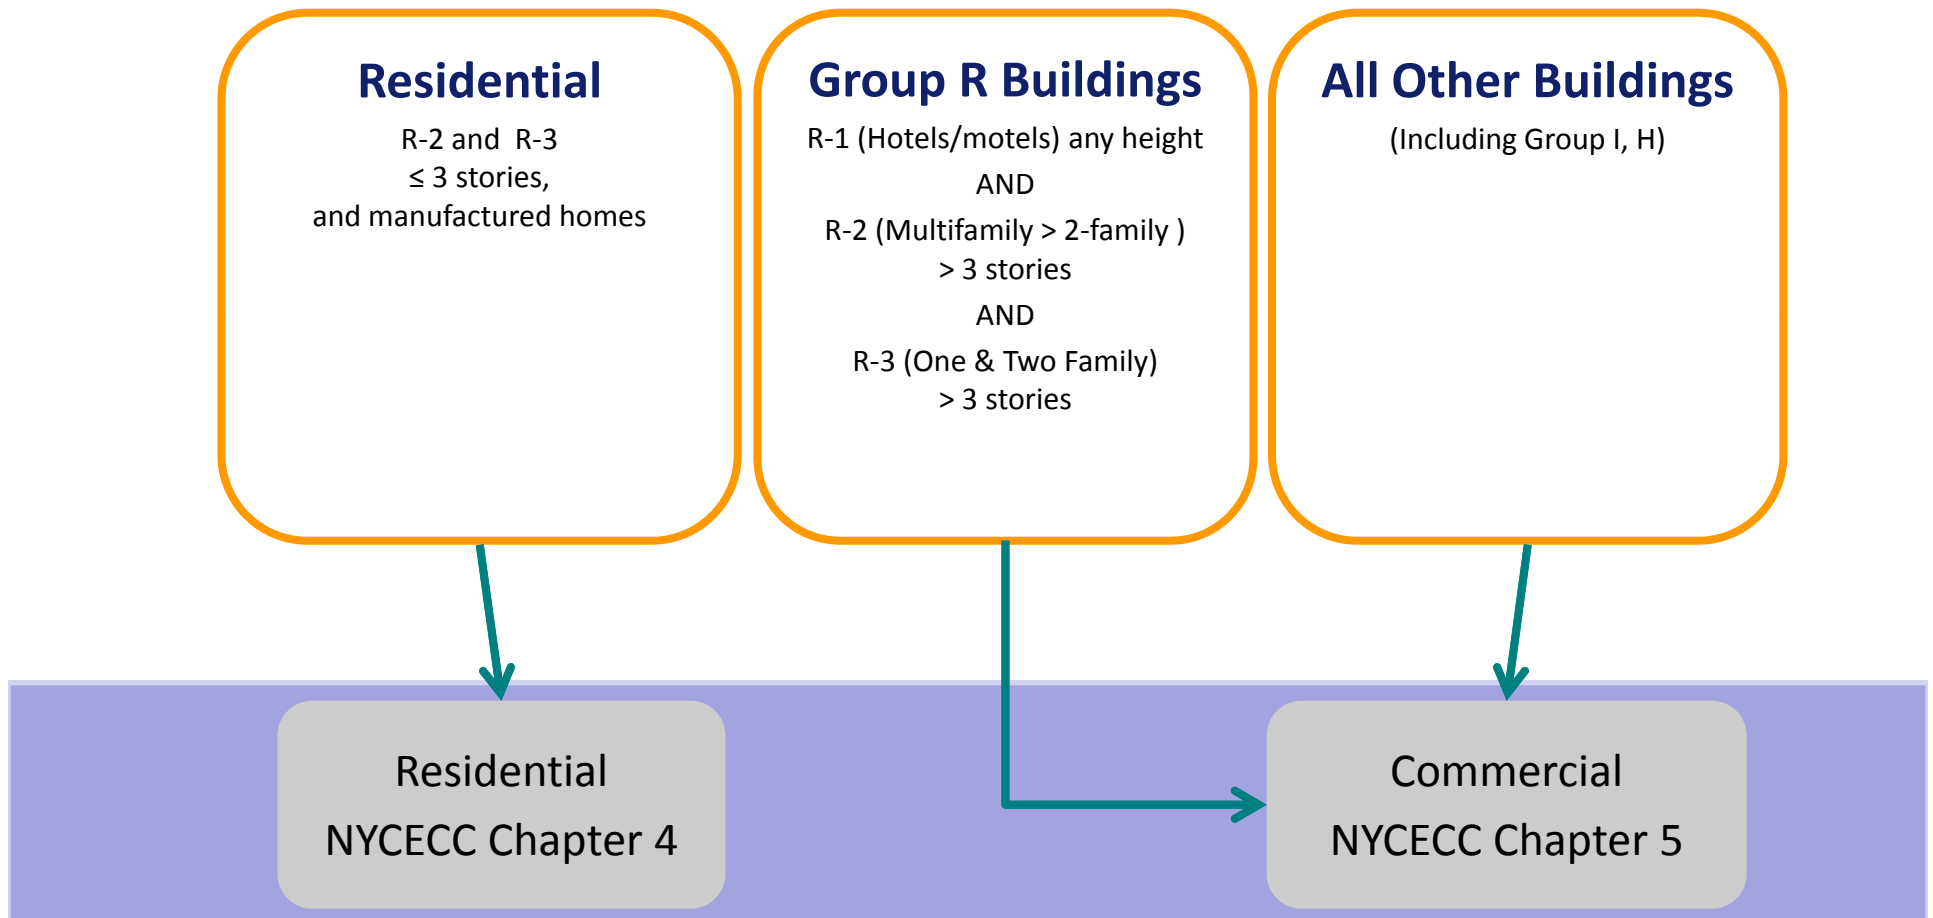 Residential
R-2 and  R-3
≤ 3 stories,
and manufactured homes
Group R Buildings
R-1 (Hotels/motels) any height
AND
R-2 (Multifamily > 2-family )
> 3 stories
AND
R-3 (One & Two Family)
> 3 stories
All Other Buildings
(Including Group I, H)
Residential
NYCECC Chapter 4
Commercial
NYCECC Chapter 5